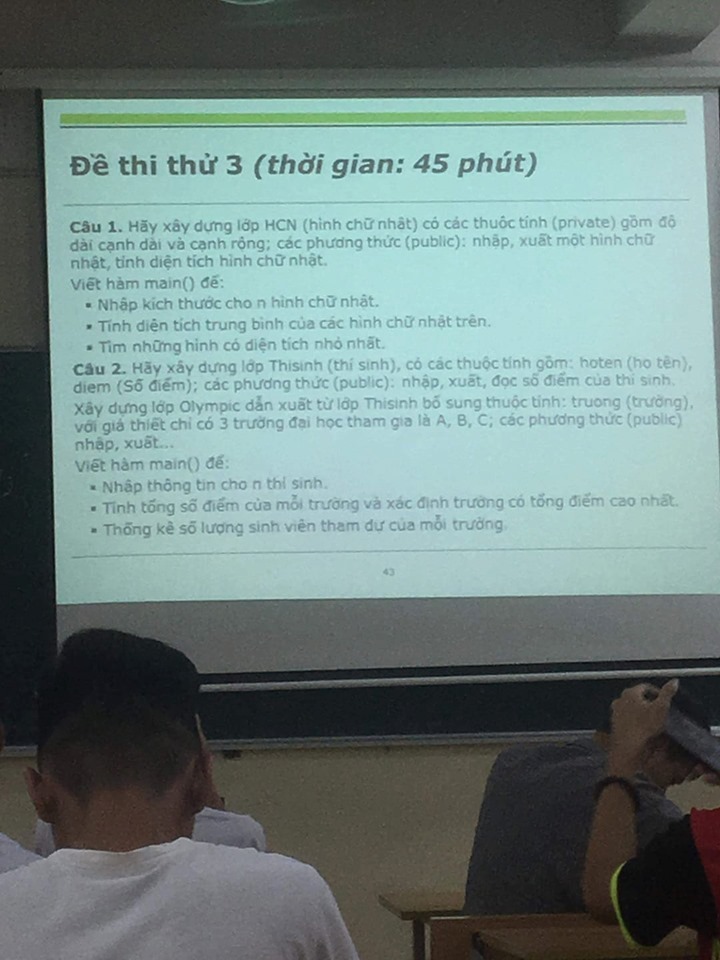 Đề thi thử 3 (thời gian: 45 phút)
Câu 1. Hãy xây dựng lớp HCN (hình chữ nhật) có các thuộc tính (private) gồm độ
dài cạnh dài và cạnh rộng; các phương thức (public): nhập, xuất một hình chữ
nhật, tính diện tích hình chữ nhật.
Viết hàm main() để:
▪ Nhập kích thước cho n hình chữ nhật.
▪ Tính diện tích trung bình của các hình chữ nhật trên.
▪ Tìm những hình có diện tích nhỏ nhất.
Câu 2. Hãy xây dựng lớp Thisinh (thí sinh), có các thuộc tính gồm: hoten (họ tên),
diem (Số điểm); các phương thức (public): nhập, xuất, đọc số điểm của thí sinh.
Xây dựng lớp Olympic dẫn xuất từ lớp Thisinh bổ sung thuộc tính: truong (trường),
với giả thiết chỉ có 3 trường đại học tham gia là A, B, C; các phương thức (public)
nhập, xuất...
Viết hàm main() để:
▪ Nhập thông tin cho n thí sinh.
▪ Tính tổng số điểm của mỗi trường và xác định trường có tổng điểm cao nhất.
▪ Thống kê số lượng sinh viên tham dự của mỗi trường.
43